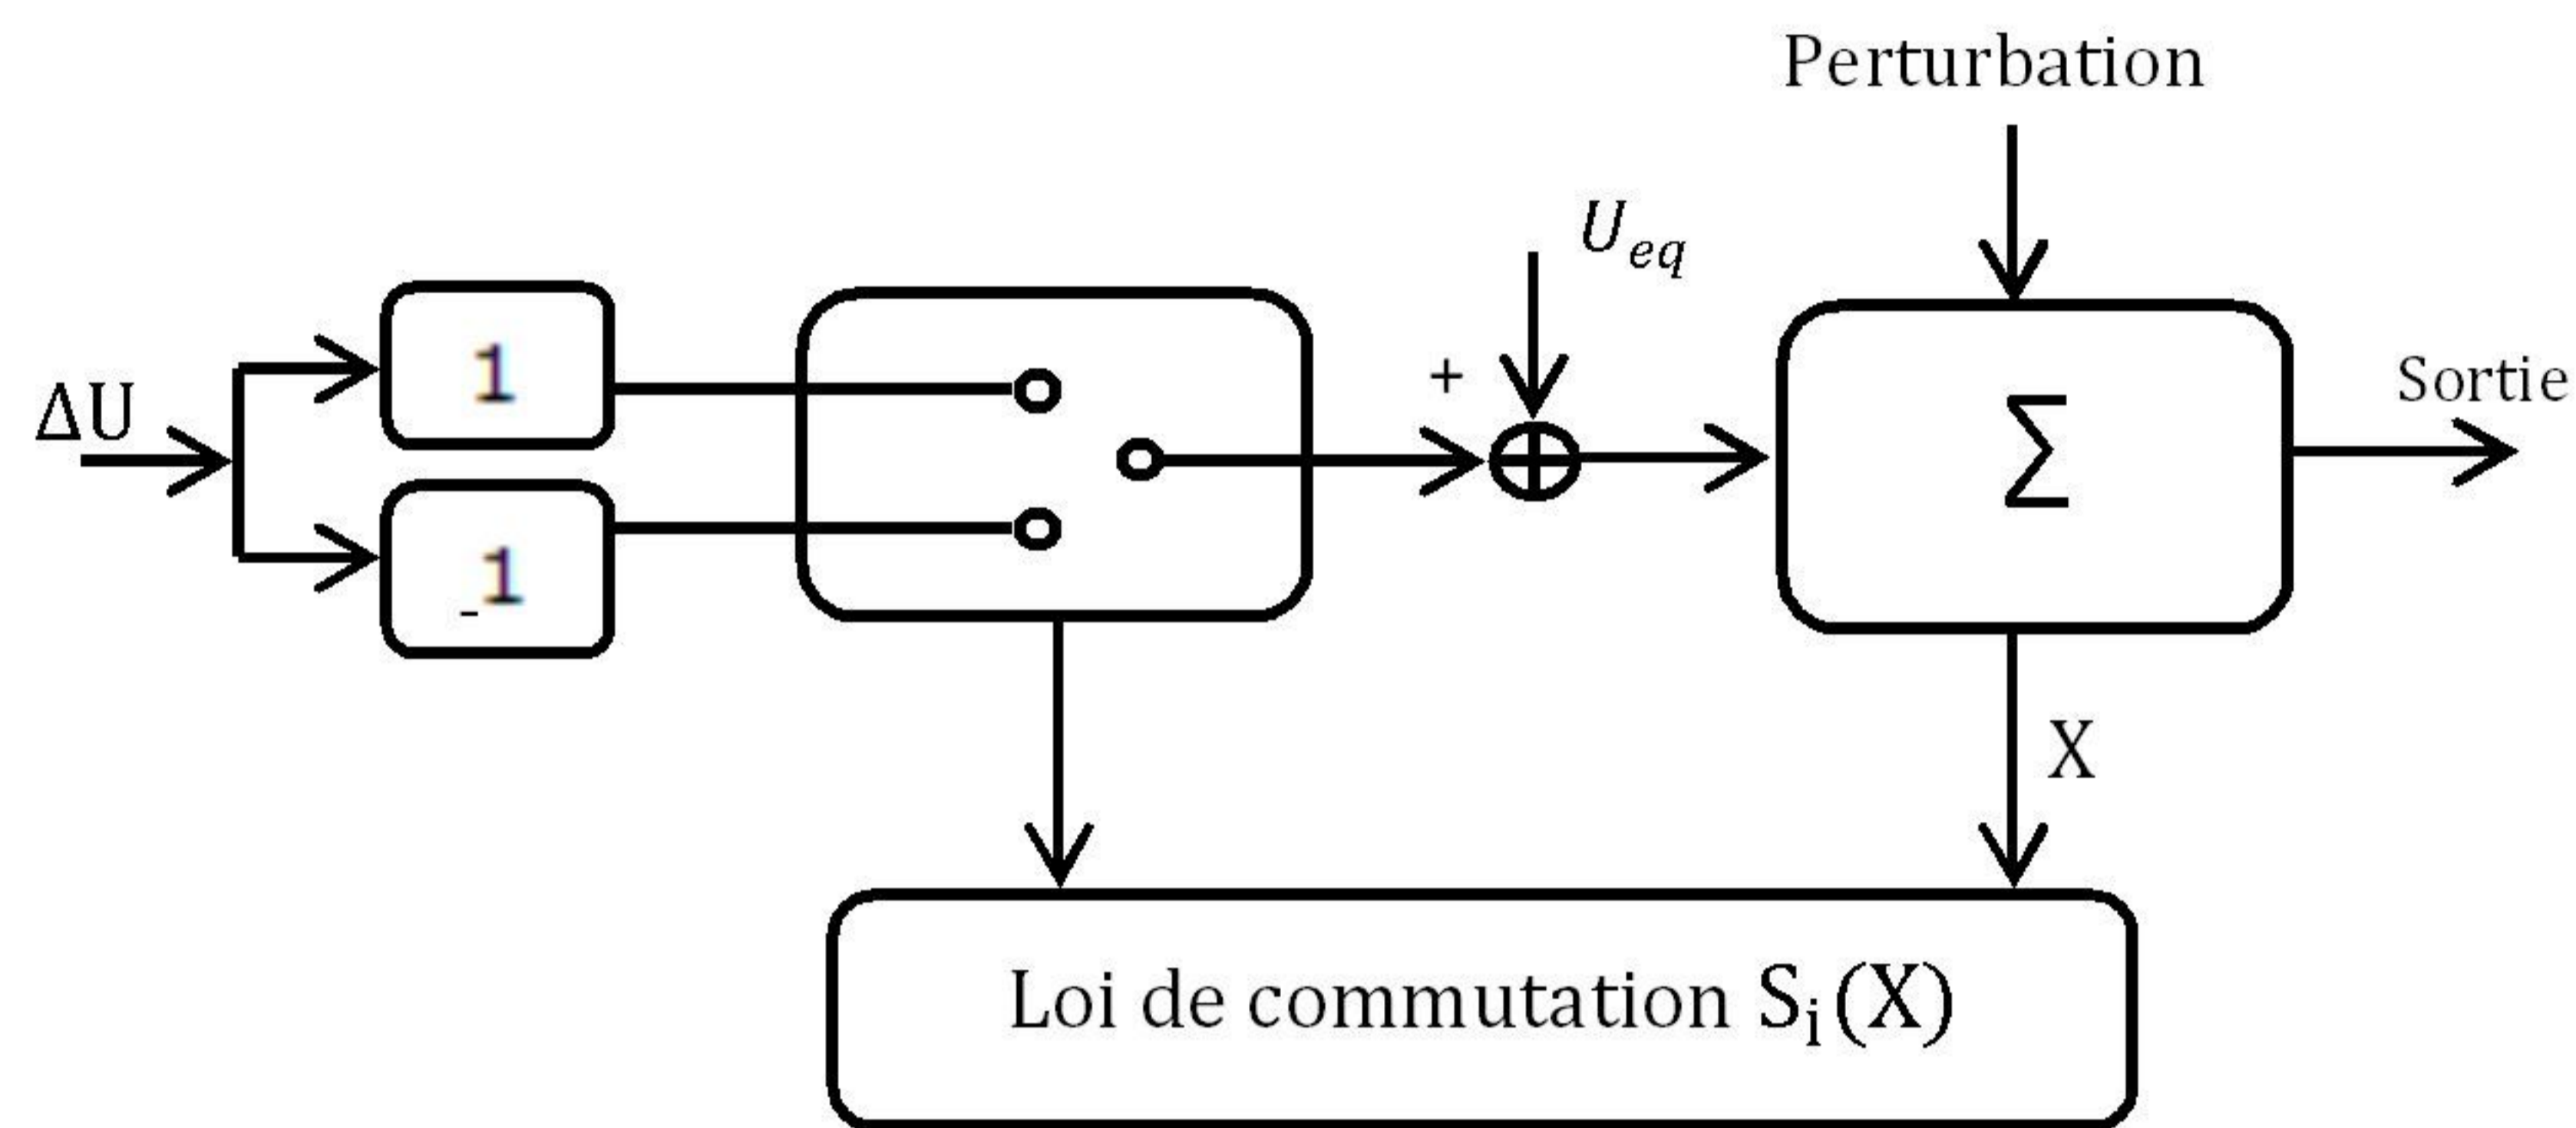 Perturbation
U_eq
1
+
Sortie
ΔU
∑
-1
X
Loi de commutation S_i(X)